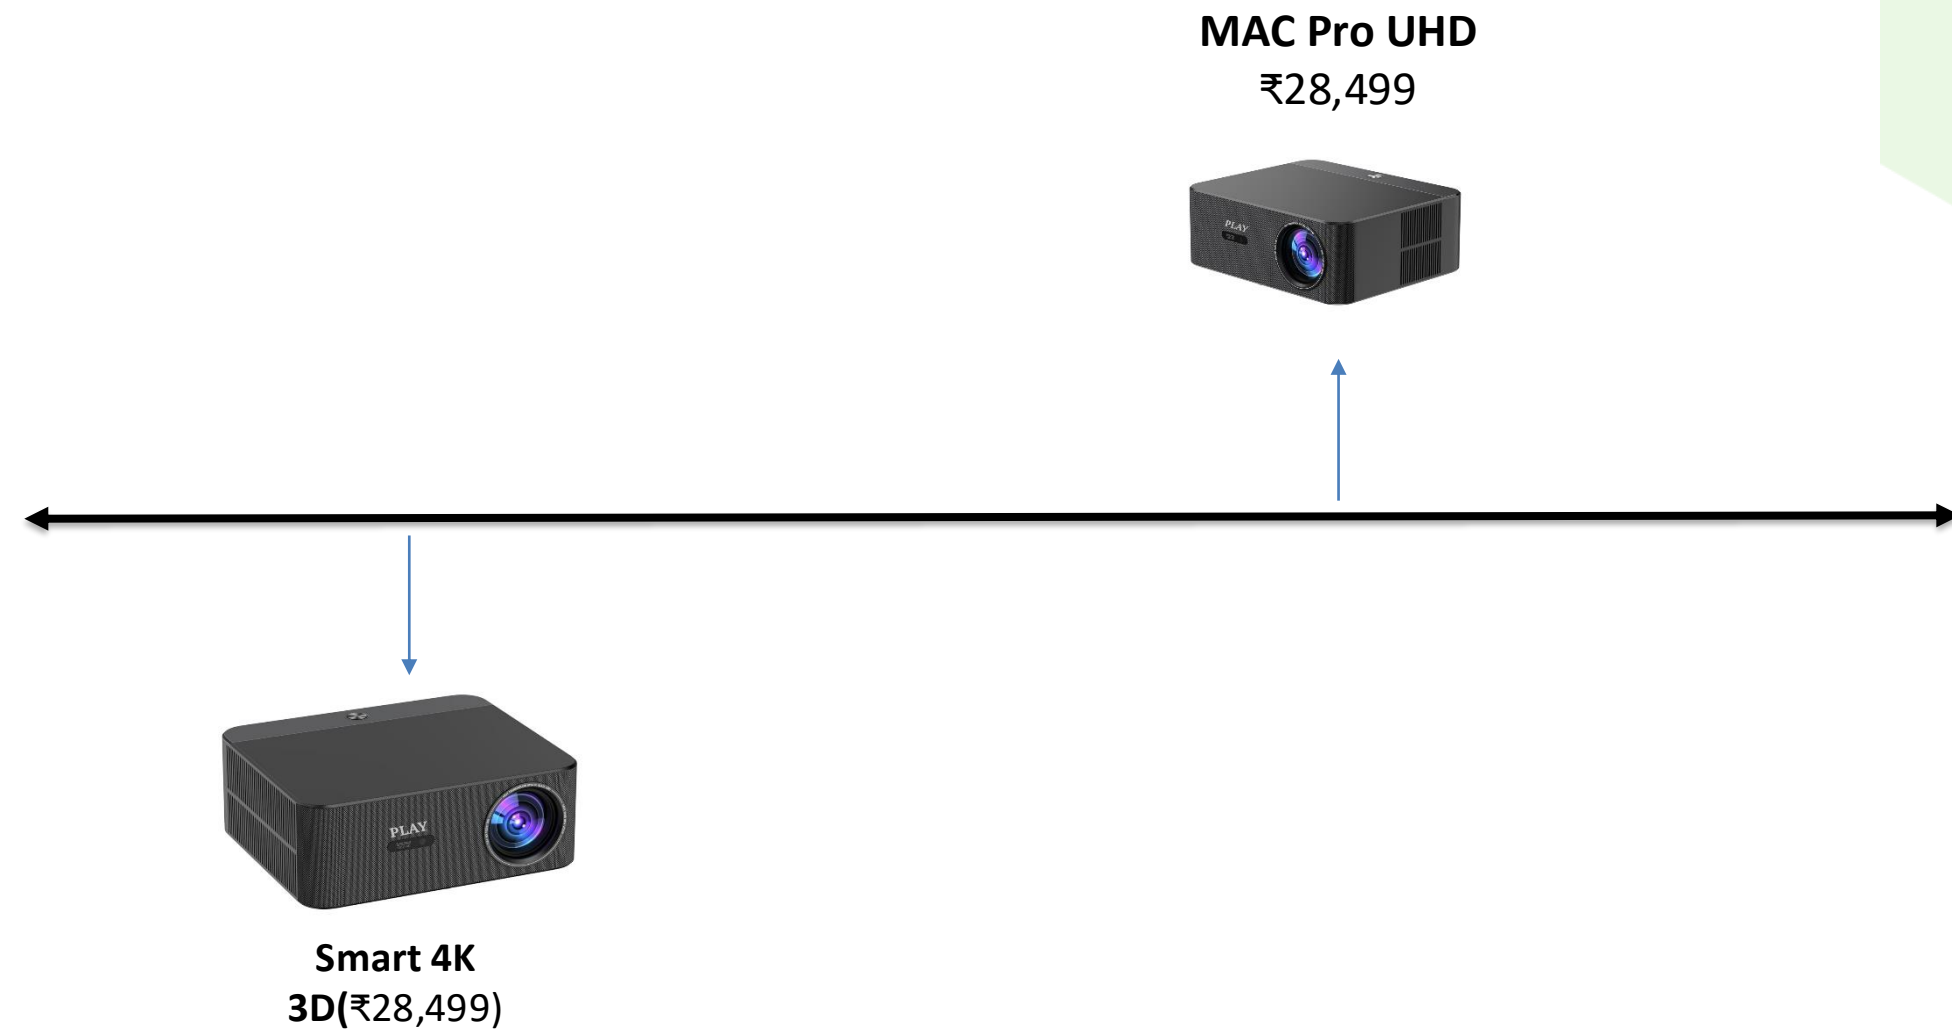 MAC Pro UHD
₹28,499
PLAY
PLAY
Smart 4K
3D(₹28,499)